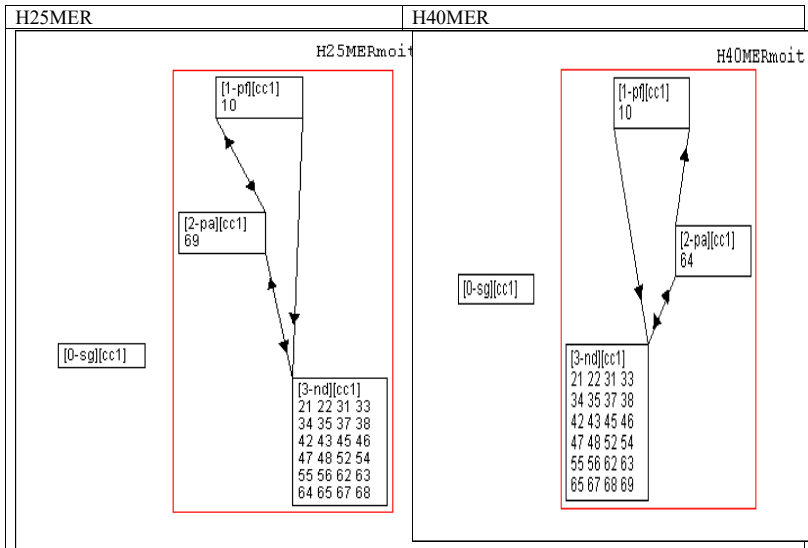 H25MER
H40MER
H25MERmoit
[1-pf][cc1]
10
[2-pa][cc1]
69
[0-sg][cc1]
[3-nd][cc1]
21 22 31 33
34 35 37 38
42 43 45 46
47 48 52 54
55 56 62 63
64 65 67 68
H40MERmoit
[1-pf][cc1]
10
[2-pa][cc1]
64
[0-sg][cc1]
[3-nd][cc1]
21 22 31 33
34 35 37 38
42 43 45 46
47 48 52 54
55 56 62 63
65 67 68 69